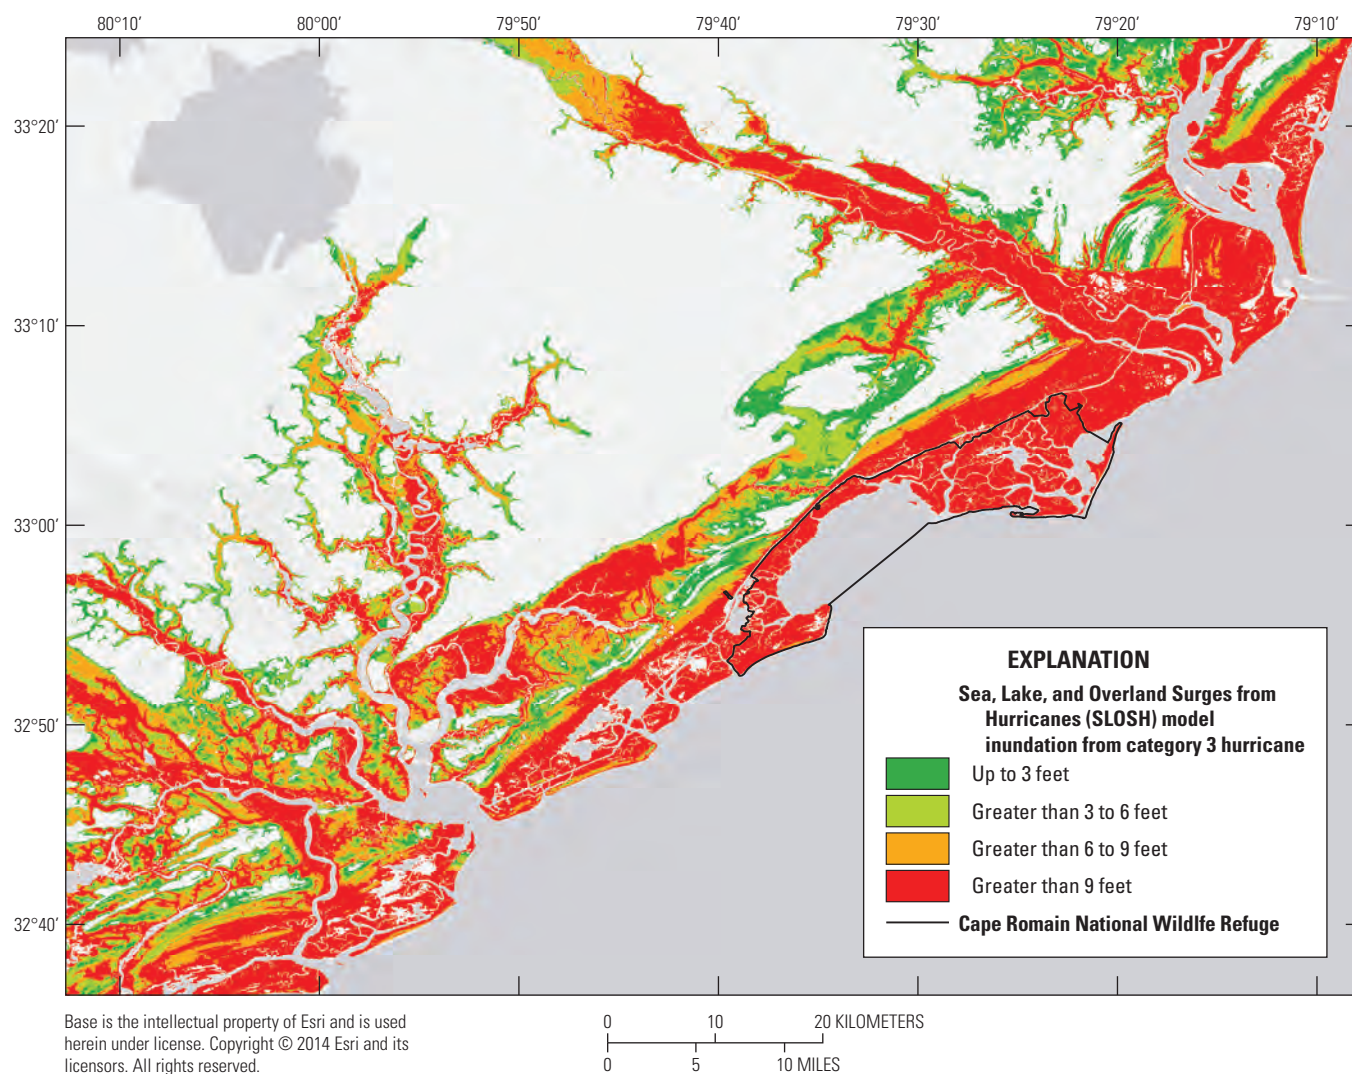 80°10′ 80°00′ 79°50′ 79°40′ 79°30′ 79°20′ 79°10′
33°20′
33°10′
33°00′
32°50′
32°40′
EXPLANATION
Sea, Lake, and Overland Surges from
Hurricanes (SLOSH) model
inundation from category 3 hurricane
Up to 3 feet
Greater than 3 to 6 feet
Greater than 6 to 9 feet
Greater than 9 feet
Cape Romain National Wildlfe Refuge
Base is the intellectual property of Esri and is used
herein under license. Copyright © 2014 Esri and its
licensors. All rights reserved.
0 10 20 KILOMETERS
0 5 10 MILES